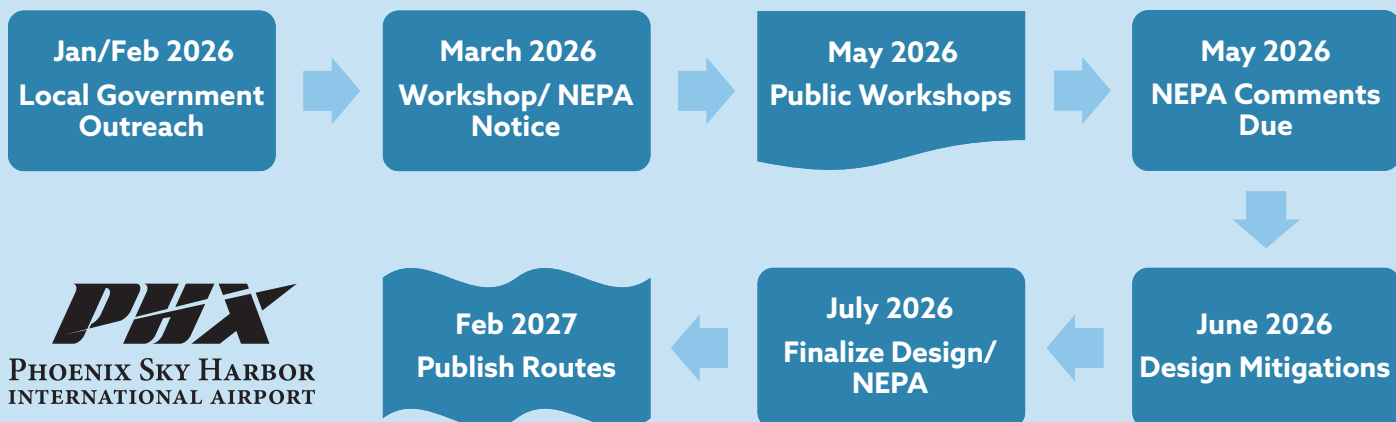 Jan/Feb 2026
Local Government
Outreach
March 2026
Workshop/ NEPA
Notice
May 2026
Public Workshops
May 2026
NEPA Comments
Due
June 2026
Design Mitigations
July 2026
Finalize Design/
NEPA
Feb 2027
Publish Routes
PHX
PHOENIX SKY HARBOR
INTERNATIONAL AIRPORT